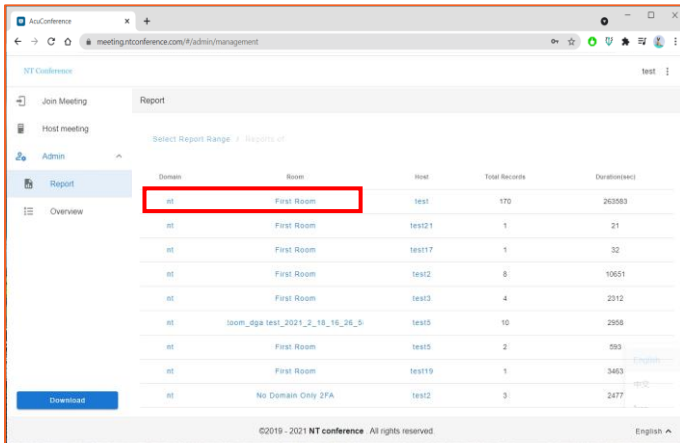 AzuConference
meeting.ntconference.com/#/admin/management
NT Conference
test
Join Meeting
Host meeting
Admin
Report
Overview
Download
Report
Select Report Range / Reports of
Domain Room Host Total Records Duration(sec)
nt First Room test 170 263583
nt First Room test21 1 21
nt First Room test17 1 32
nt First Room test2 8 10651
nt First Room test3 4 2312
nt toom_dga test_2021_2_18_16_26_5 test5 10 2958
nt First Room test5 2 593
nt First Room test19 1 3463
nt No Domain Only 2FA test2 3 2477
English
中文
©2019 - 2021 NT conference . All rights reserved.
English